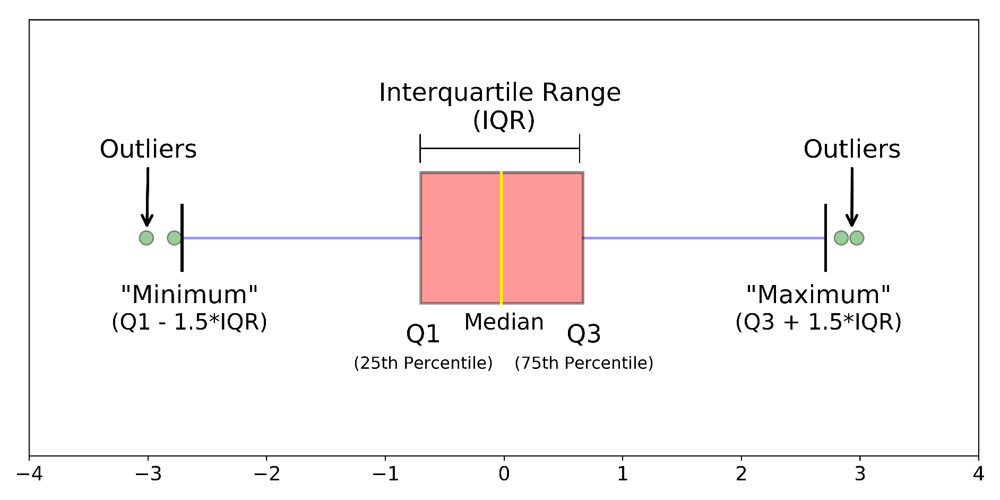 Interquartile Range
(IQR)
Outliers
Outliers
"Minimum"
(Q1 - 1.5*IQR)
"Maximum"
(Q3 + 1.5*IQR)
Median
Q1
Q3
(25th Percentile)
(75th Percentile)
−4
−3
−2
−1
0
1
2
3
4